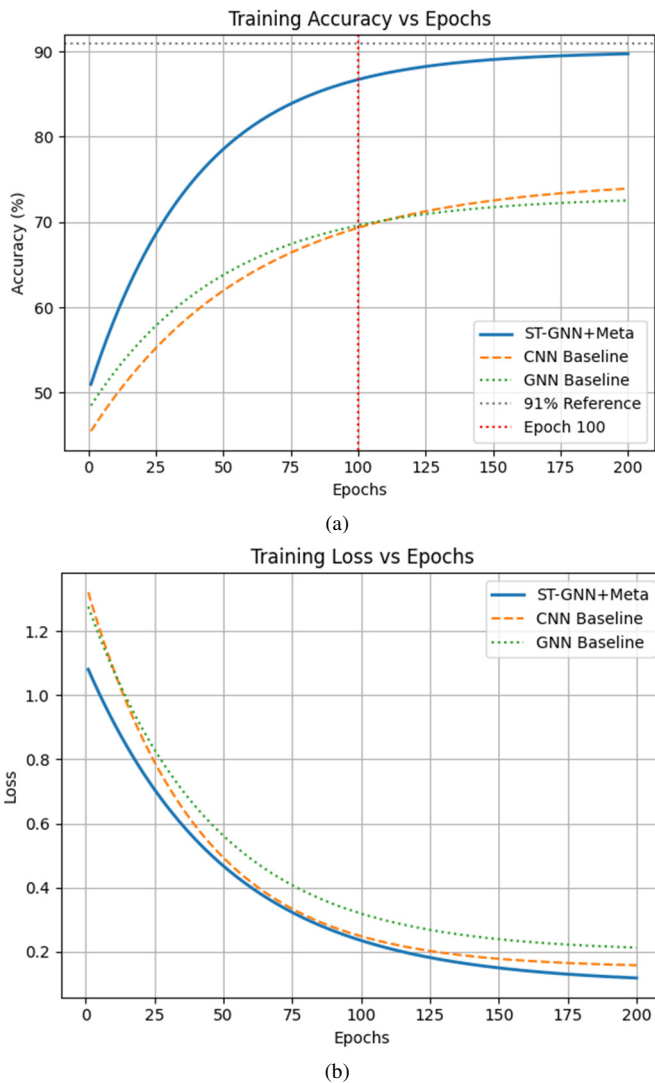 Training Accuracy vs Epochs
Accuracy (%)
90
80
70
60
50
ST-GNN+Meta
CNN Baseline
GNN Baseline
91% Reference
Epoch 100
0 25 50 75 100 125 150 175 200
Epochs
(a)
Training Loss vs Epochs
Loss
1.2
1.0
0.8
0.6
0.4
0.2
ST-GNN+Meta
CNN Baseline
GNN Baseline
0 25 50 75 100 125 150 175 200
Epochs
(b)